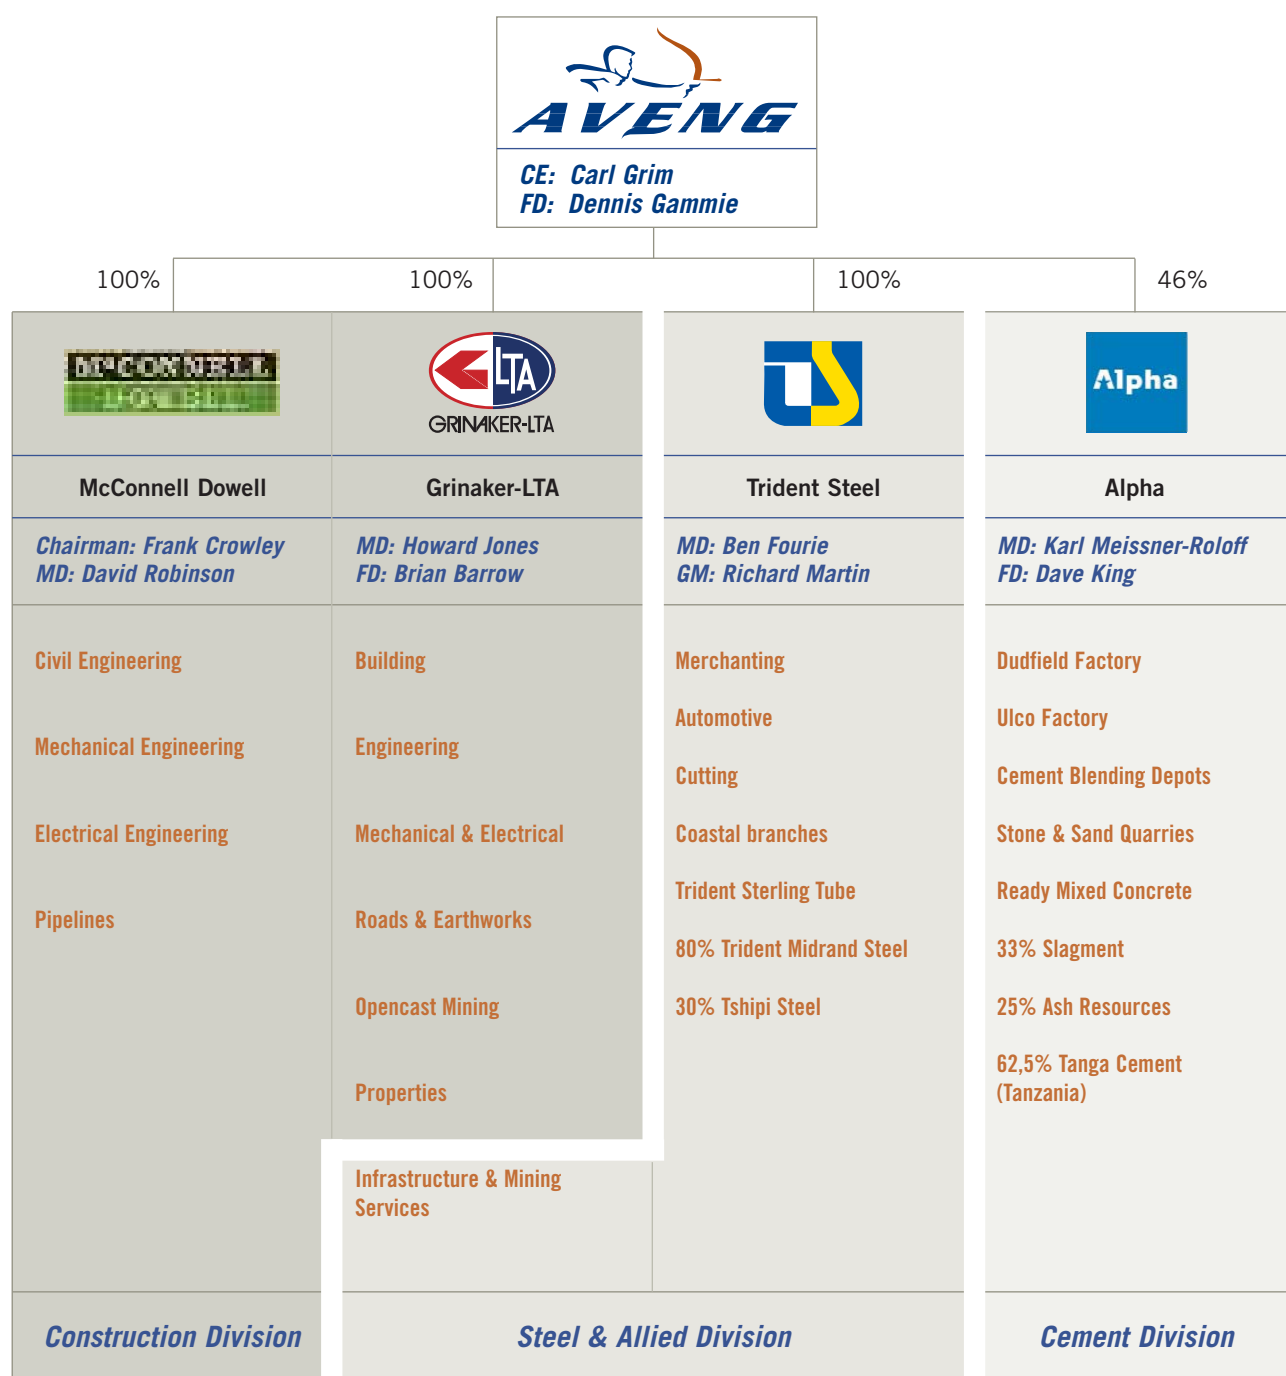 AVENG
CE: Carl Grim
FD: Dennis Gammie
100%
100%
100%
46%
McCONNELL
DOWELL
LTA
GRINAKER-LTA
Alpha
McConnell Dowell
Grinaker-LTA
Trident Steel
Alpha
Chairman: Frank Crowley
MD: David Robinson
MD: Howard Jones
FD: Brian Barrow
MD: Ben Fourie
GM: Richard Martin
MD: Karl Meissner-Roloff
FD: Dave King
Civil Engineering
Mechanical Engineering
Electrical Engineering
Pipelines
Building
Engineering
Mechanical & Electrical
Roads & Earthworks
Opencast Mining
Properties
Infrastructure & Mining
Services
Merchanting
Automotive
Cutting
Coastal branches
Trident Sterling Tube
80% Trident Midrand Steel
30% Tshipi Steel
Dudfield Factory
Ulco Factory
Cement Blending Depots
Stone & Sand Quarries
Ready Mixed Concrete
33% Slagment
25% Ash Resources
62,5% Tanga Cement
(Tanzania)
Construction Division
Steel & Allied Division
Cement Division